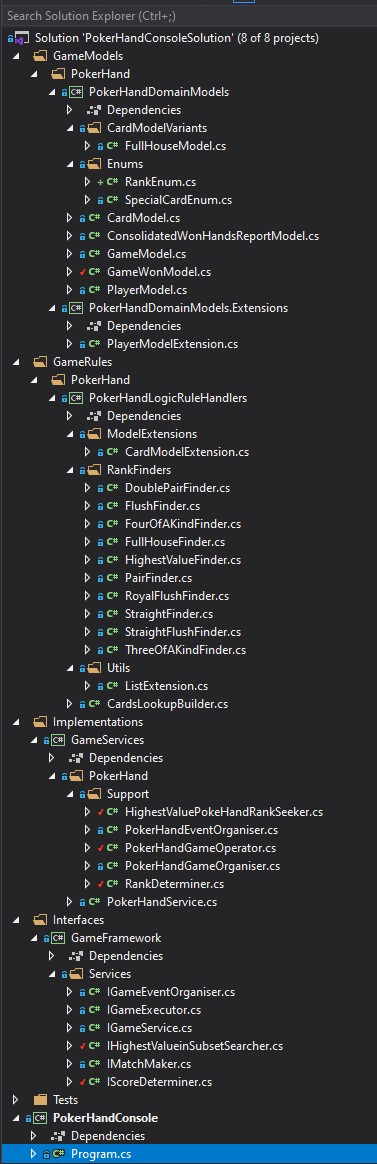 Search Solution Explorer (Ctrl+;)
Solution 'PokerHandConsoleSolution' (8 of 8 projects)
GameModels
PokerHand
C# PokerHandDomainModels
Dependencies
CardModelVariants
C# FullHouseModel.cs
Enums
C# RankEnum.cs
C# SpecialCardEnum.cs
C# CardModel.cs
C# ConsolidatedWonHandsReportModel.cs
C# GameModel.cs
C# GameWonModel.cs
C# PlayerModel.cs
C# PokerHandDomainModels.Extensions
Dependencies
C# PlayerModelExtension.cs
GameRules
PokerHand
C# PokerHandLogicRuleHandlers
Dependencies
ModelExtensions
C# CardModelExtension.cs
RankFinders
C# DoublePairFinder.cs
C# FlushFinder.cs
C# FourOfAKindFinder.cs
C# FullHouseFinder.cs
C# HighestValueFinder.cs
C# PairFinder.cs
C# RoyalFlushFinder.cs
C# StraightFinder.cs
C# StraightFlushFinder.cs
C# ThreeOfAKindFinder.cs
Utils
C# ListExtension.cs
C# CardsLookupBuilder.cs
Implementations
C# GameServices
Dependencies
PokerHand
Support
C# HighestValuePokeHandRankSeeker.cs
C# PokerHandEventOrganiser.cs
C# PokerHandGameOperator.cs
C# PokerHandGameOrganiser.cs
C# RankDeterminer.cs
C# PokerHandService.cs
Interfaces
C# GameFramework
Dependencies
Services
C# IGameEventOrganiser.cs
C# IGameExecutor.cs
C# IGameService.cs
C# IHighestValueinSubsetSearcher.cs
C# IMatchMaker.cs
C# IScoreDeterminer.cs
Tests
C# PokerHandConsole
Dependencies
C# Program.cs